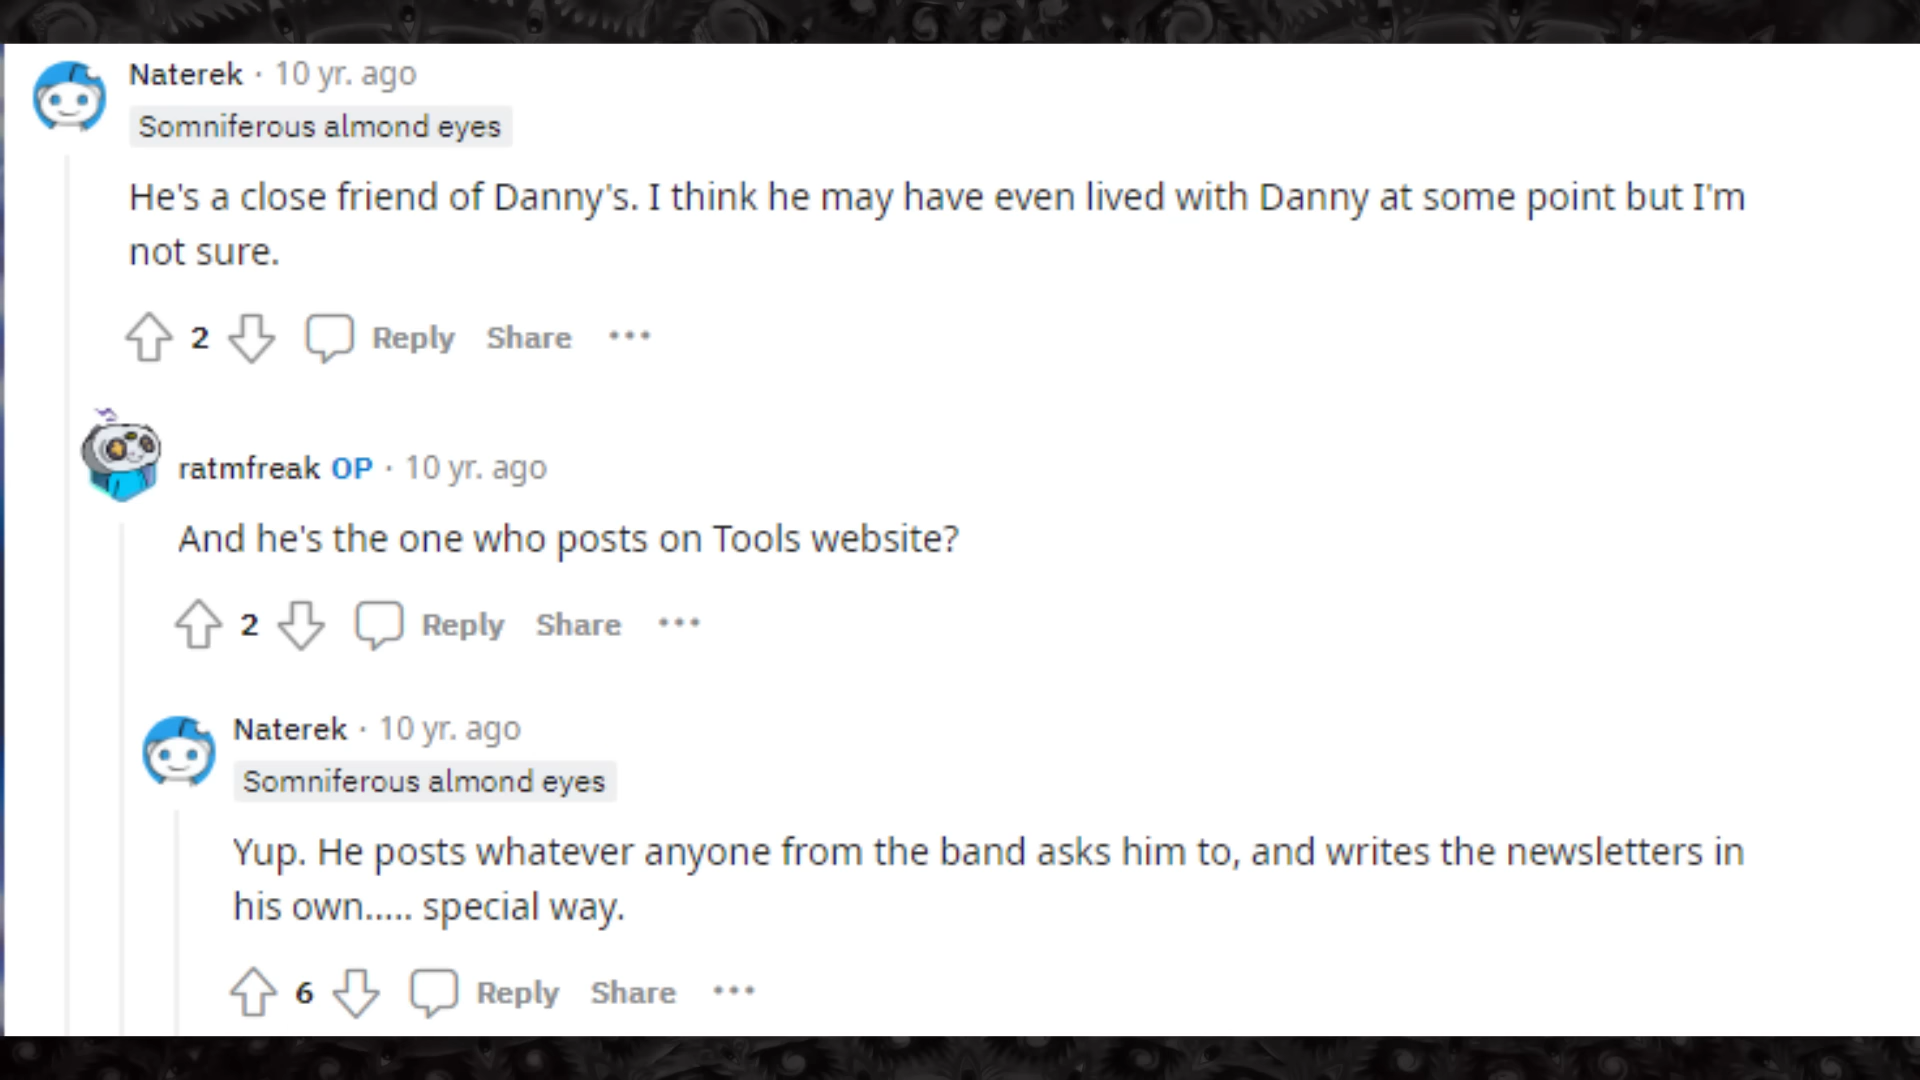 Naterek · 10 yr. ago
Somniferous almond eyes
He's a close friend of Danny's. I think he may have even lived with Danny at some point but I'm
not sure.
2 Reply Share ···
ratmfreak OP · 10 yr. ago
And he's the one who posts on Tools website?
2 Reply Share ···
Naterek · 10 yr. ago
Somniferous almond eyes
Yup. He posts whatever anyone from the band asks him to, and writes the newsletters in
his own..... special way.
6 Reply Share ···